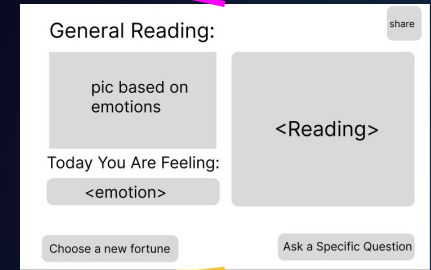 General Reading:
share
pic based on
emotions
<Reading>
Today You Are Feeling:
<emotion>
Choose a new fortune
Ask a Specific Question